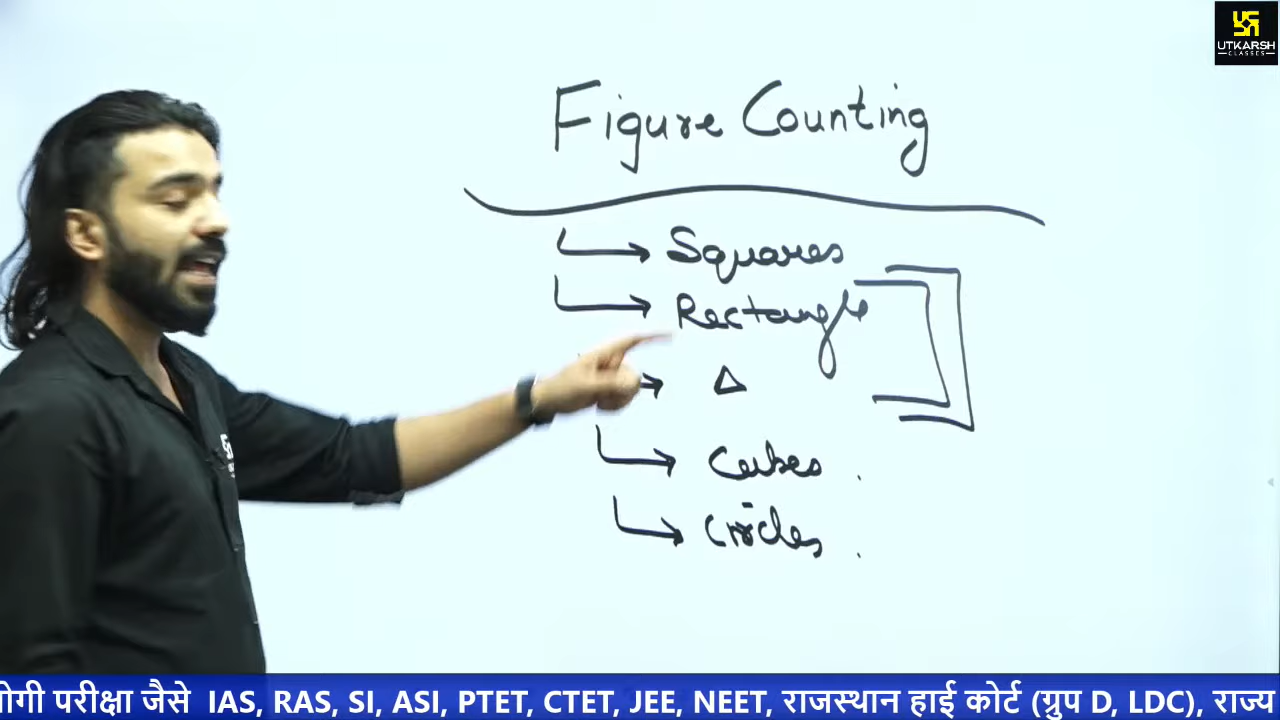 UTKARSH
CLASSES
Figure Counting
Squares
Rectangle
Δ
Cubes .
Circles .
परीक्षा जैसे IAS, RAS, SI, ASI, PTET, CTET, JEE, NEET, राजस्थान हाई कोर्ट (ग्रुप D, LDC), राज्य